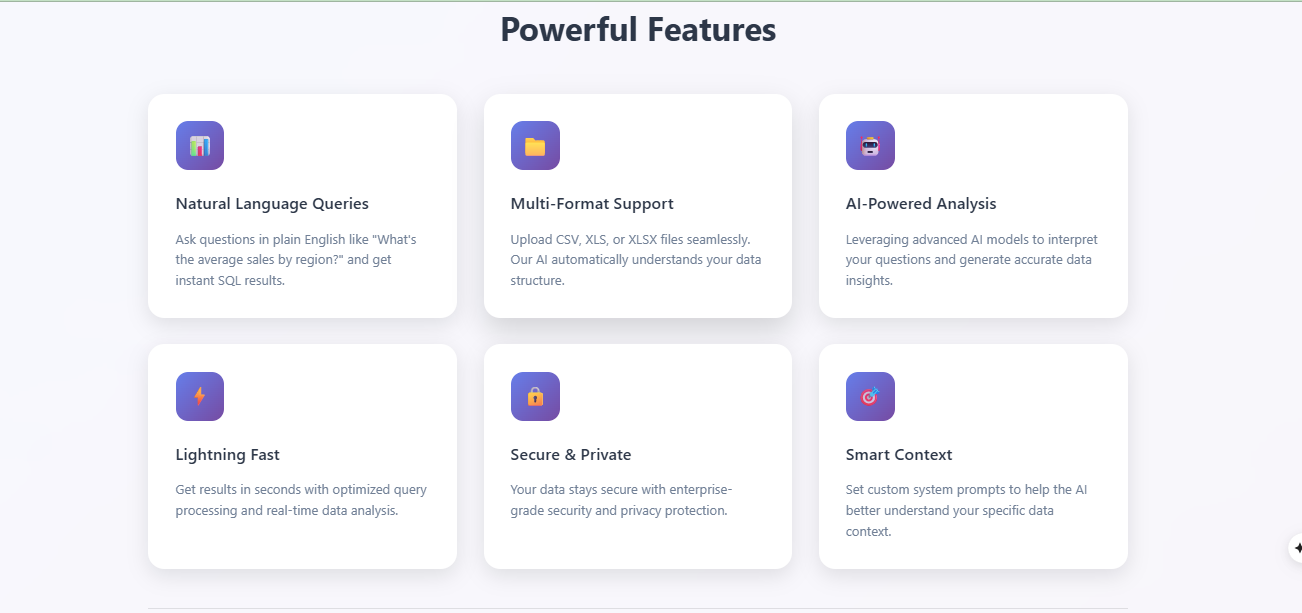 Powerful Features
Natural Language Queries
Ask questions in plain English like "What's
the average sales by region?" and get
instant SQL results.
Multi-Format Support
Upload CSV, XLS, or XLSX files seamlessly.
Our AI automatically understands your data
structure.
AI-Powered Analysis
Leveraging advanced AI models to interpret
your questions and generate accurate data
insights.
Lightning Fast
Get results in seconds with optimized query
processing and real-time data analysis.
Secure & Private
Your data stays secure with enterprise-
grade security and privacy protection.
Smart Context
Set custom system prompts to help the AI
better understand your specific data
context.